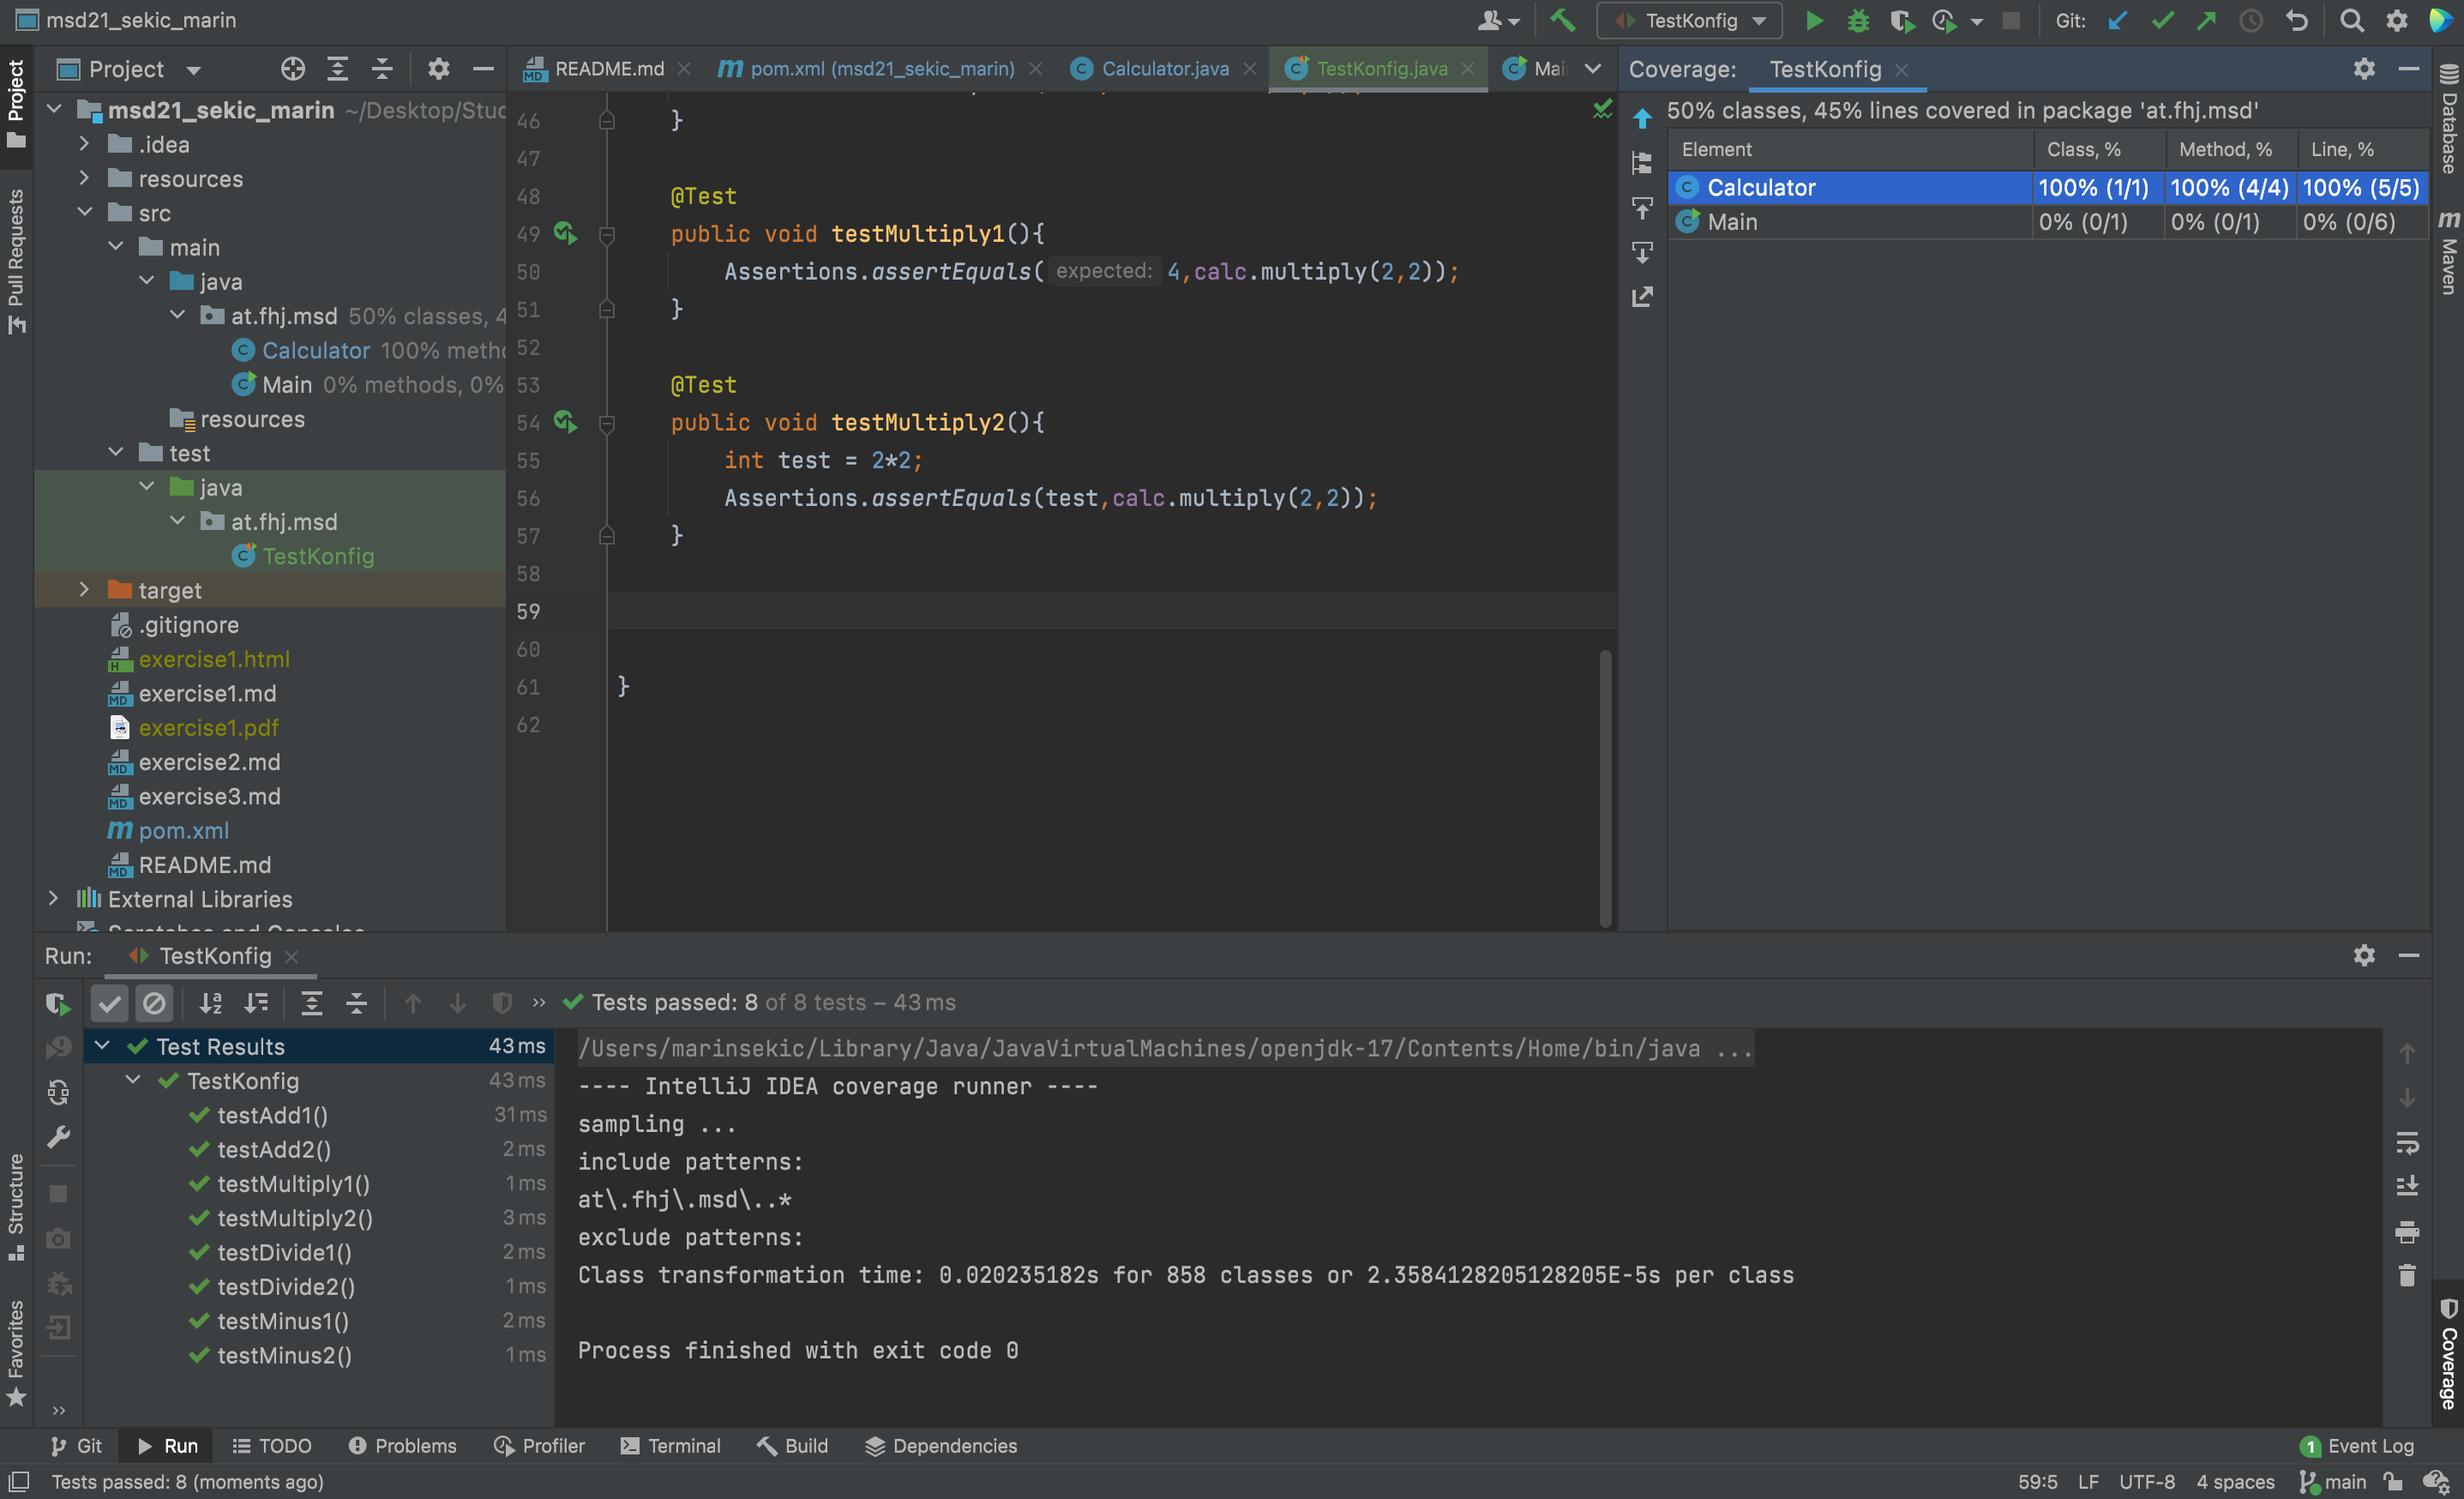 msd21_sekic_marin
TestKonfig
Git:
Project
README.md
pom.xml (msd21_sekic_marin)
Calculator.java
TestKonfig.java
Mai
Coverage:
TestKonfig
Project
Pull Requests
Structure
Favorites
msd21_sekic_marin ~/Desktop/Stud
.idea
resources
src
main
java
at.fhj.msd 50% classes, 4
Calculator 100% metho
Main 0% methods, 0%
resources
test
java
at.fhj.msd
TestKonfig
target
.gitignore
exercise1.html
exercise1.md
exercise1.pdf
exercise2.md
exercise3.md
pom.xml
README.md
External Libraries
46 }
47
48 @Test
49 public void testMultiply1(){
50 Assertions.assertEquals( expected: 4,calc.multiply(2,2));
51 }
52
53 @Test
54 public void testMultiply2(){
55 int test = 2*2;
56 Assertions.assertEquals(test,calc.multiply(2,2));
57 }
58
59
60
61 }
62
50% classes, 45% lines covered in package 'at.fhj.msd'
Element Class, % Method, % Line, %
Calculator 100% (1/1) 100% (4/4) 100% (5/5)
Main 0% (0/1) 0% (0/1) 0% (0/6)
Database
Maven
Coverage
Run: TestKonfig
Tests passed: 8 of 8 tests – 43 ms
Test Results 43 ms
TestKonfig 43 ms
testAdd1() 31 ms
testAdd2() 2 ms
testMultiply1() 1 ms
testMultiply2() 3 ms
testDivide1() 2 ms
testDivide2() 1 ms
testMinus1() 2 ms
testMinus2() 1 ms
/Users/marinsekic/Library/Java/JavaVirtualMachines/openjdk-17/Contents/Home/bin/java ...
---- IntelliJ IDEA coverage runner ----
sampling ...
include patterns:
at\.fhj\.msd\..*
exclude patterns:
Class transformation time: 0.020235182s for 858 classes or 2.3584128205128205E-5s per class
Process finished with exit code 0
Git Run TODO Problems Profiler Terminal Build Dependencies 1 Event Log
Tests passed: 8 (moments ago) 59:5 LF UTF-8 4 spaces main